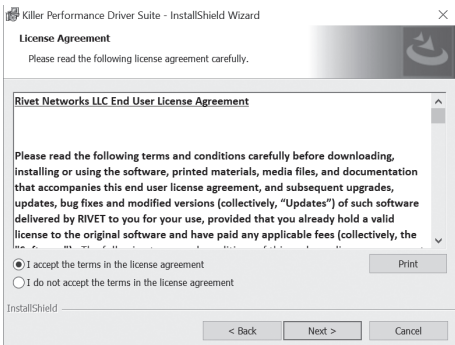 Killer Performance Driver Suite - InstallShield Wizard
License Agreement
Please read the following license agreement carefully.
Rivet Networks LLC End User License Agreement
Please read the following terms and conditions carefully before downloading,
installing or using the software, printed materials, media files, and documentation
that accompanies this end user license agreement, and subsequent upgrades,
updates, bug fixes and modified versions (collectively, “Updates”) of such software
delivered by RIVET to you for your use, provided that you already hold a valid
license to the original software and have paid any applicable fees (collectively, the
I accept the terms in the license agreement
Print
I do not accept the terms in the license agreement
InstallShield
< Back
Next >
Cancel